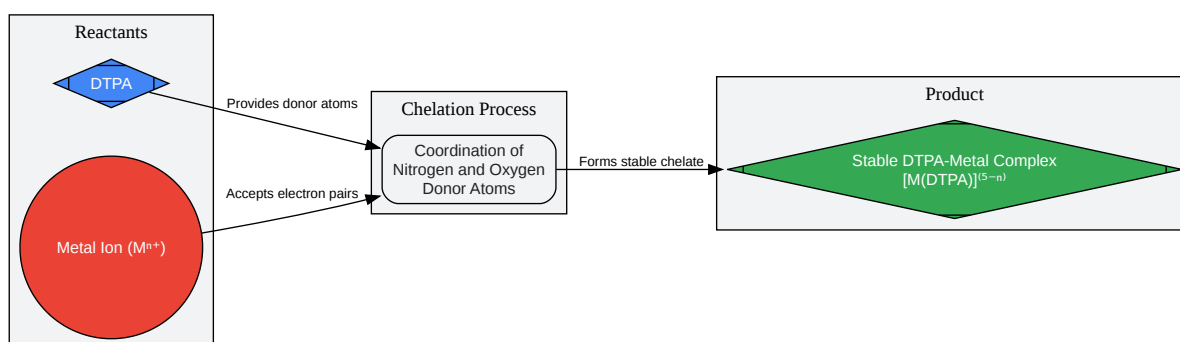 Reactants
DTPA
Provides donor atoms
Metal Ion (Mⁿ⁺)
Accepts electron pairs
Chelation Process
Coordination of
Nitrogen and Oxygen
Donor Atoms
Forms stable chelate
Product
Stable DTPA-Metal Complex
[M(DTPA)]⁽⁵⁻ⁿ⁾